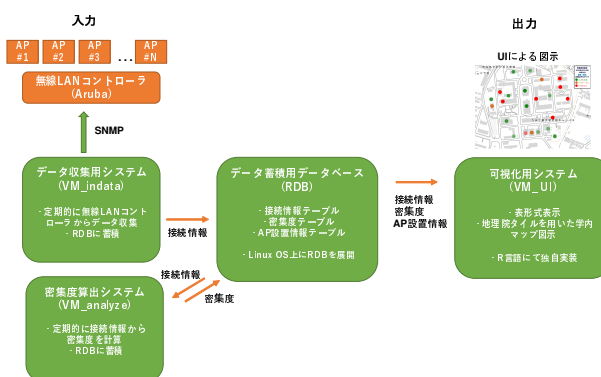 入力
AP #1
AP #2
AP #3
...
AP #N
無線LANコントローラ
(Aruba)
SNMP
データ収集用システム
(VM_indata)
・定期的に無線LANコント
ローラからデータ収集
・RDBに蓄積
接続情報
データ蓄積用データベース
(RDB)
・接続情報テーブル
・密集度テーブル
・AP設置情報テーブル
・Linux OS上にRDBを展開
接続情報
密集度
AP設置情報
出力
UIによる図示
可視化用システム
(VM_UI)
・表形式表示
・地理院タイルを用いた学内
マップ図示
・R言語にて独自実装
接続情報
密集度
密集度算出システム
(VM_analyze)
・定期的に接続情報から
密集度を計算
・RDBに蓄積